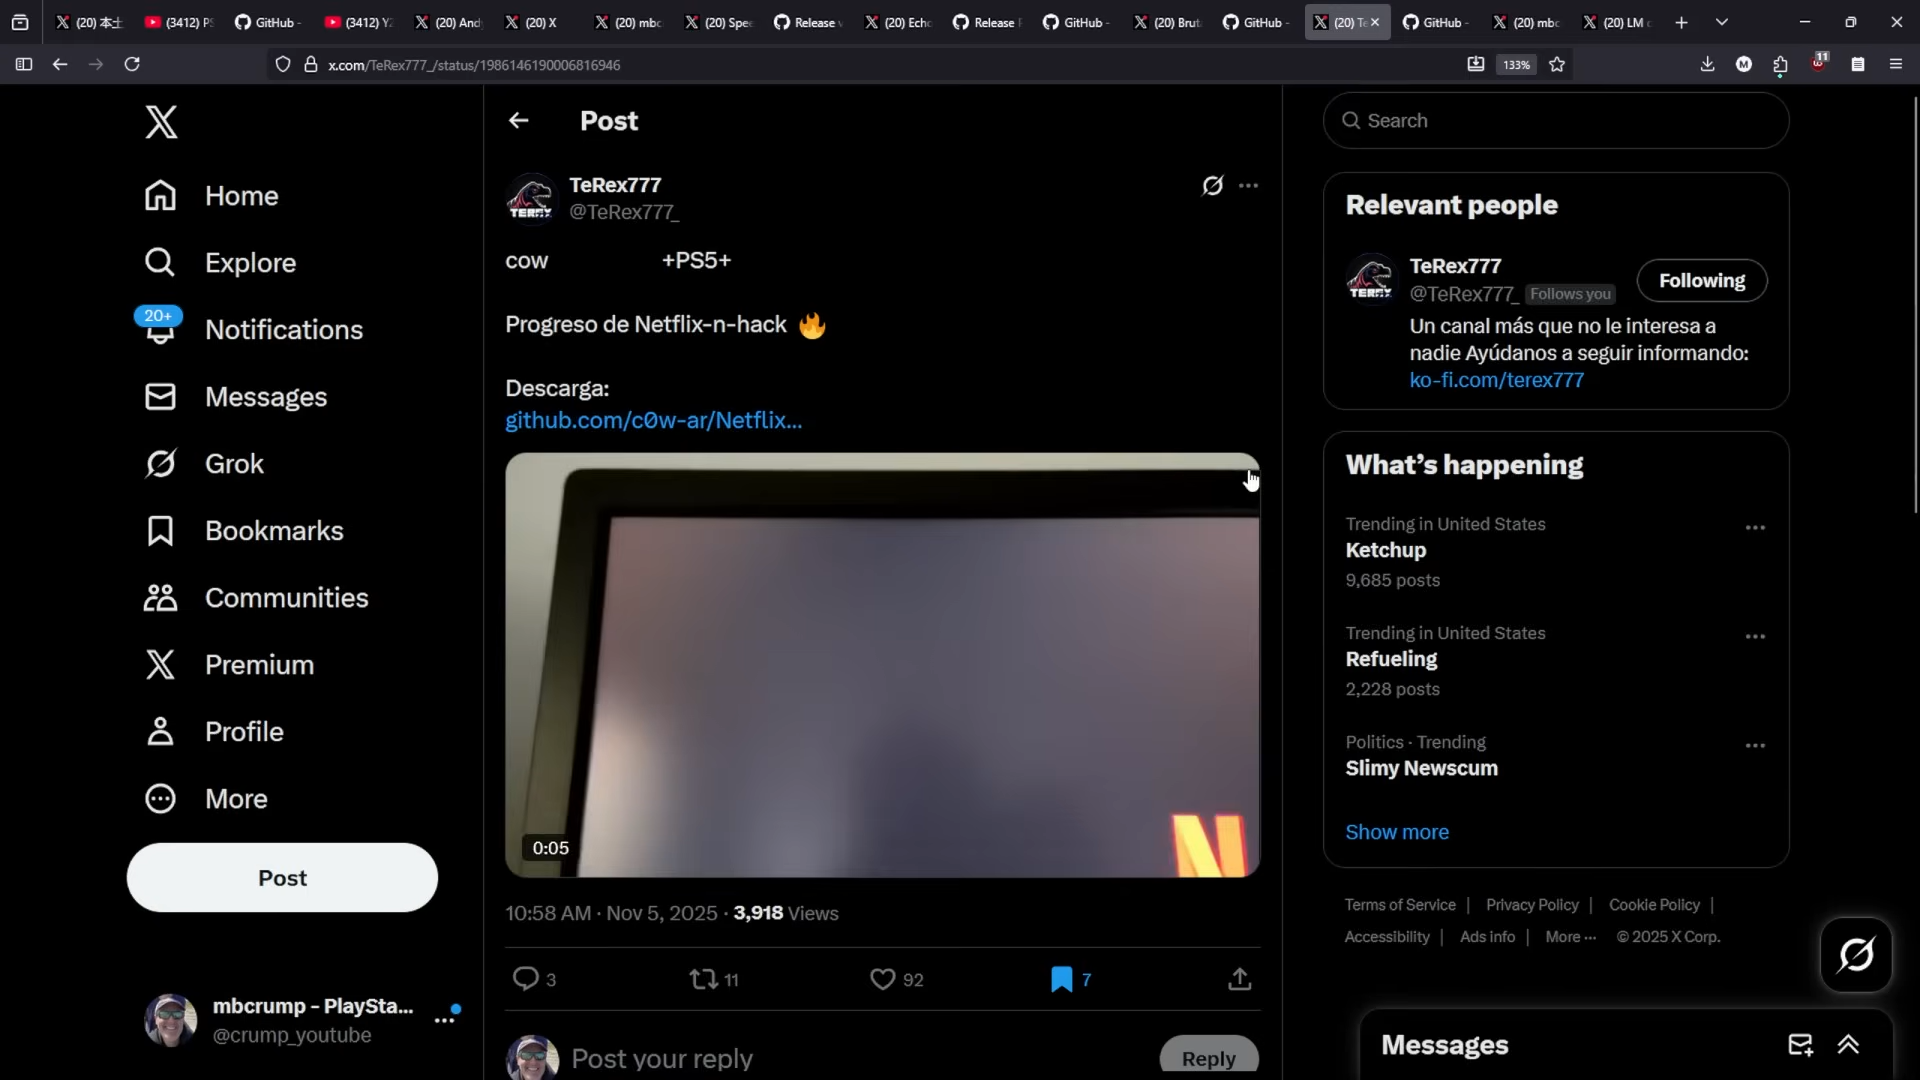 (20) 本土
(3412) PS
GitHub -
(3412) Y2
(20) And
(20) X
(20) mbc
(20) Spe
Release v
(20) Echo
Release
GitHub -
(20) Bru
GitHub -
(20) Te
GitHub -
(20) mbc
(20) LM
x.com/TeRex777_/status/1986146190006816946
133%
11
Home
Explore
20+
Notifications
Messages
Grok
Bookmarks
Communities
Premium
Profile
More
Post
mbcrump - PlaySta...
@crump_youtube
Post
TeRex777
@TeRex777_
cow +PS5+
Progreso de Netflix-n-hack 🔥
Descarga:
github.com/c0w-ar/Netflix...
N
0:05
10:58 AM · Nov 5, 2025 · 3,918 Views
3 11 92 7
Post your reply
Reply
Search
Relevant people
TeRex777
@TeRex777_ Follows you
Following
Un canal más que no le interesa a
nadie Ayúdanos a seguir informando:
ko-fi.com/terex777
What's happening
Trending in United States
Ketchup
9,685 posts
Trending in United States
Refueling
2,228 posts
Politics · Trending
Slimy Newscum
Show more
Terms of Service | Privacy Policy | Cookie Policy |
Accessibility | Ads info | More ··· © 2025 X Corp.
Messages